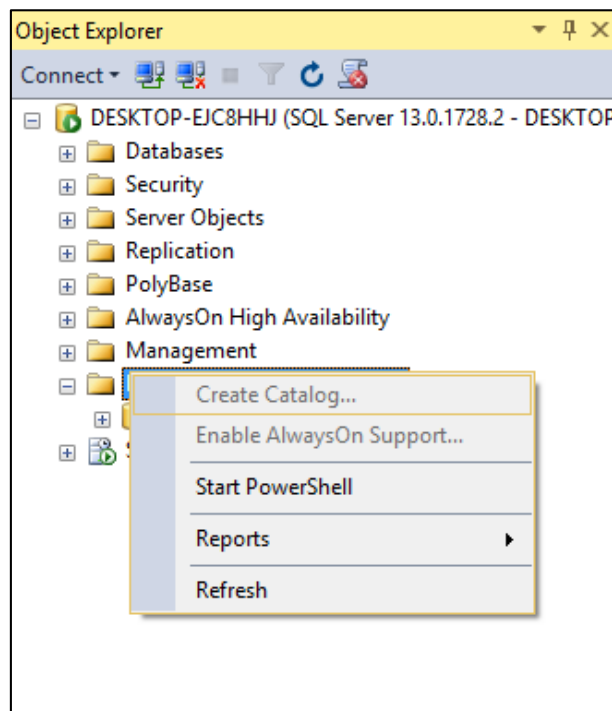 Object Explorer
Connect
DESKTOP-EJC8HHJ (SQL Server 13.0.1728.2 - DESKTOP
Databases
Security
Server Objects
Replication
PolyBase
AlwaysOn High Availability
Management
Create Catalog...
Enable AlwaysOn Support...
Start PowerShell
Reports
Refresh